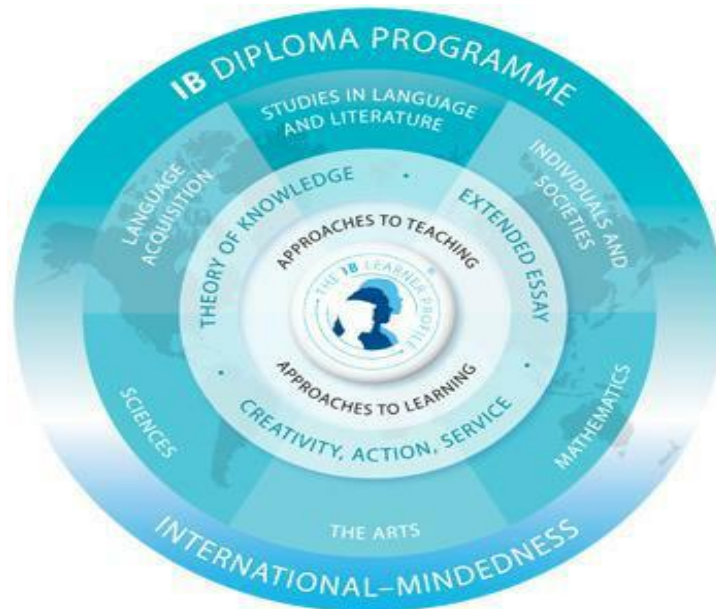 IB DIPLOMA PROGRAMME
STUDIES IN LANGUAGE
AND LITERATURE
LANGUAGE
ACQUISITION
INDIVIDUALS AND
SOCIETIES
THEORY OF KNOWLEDGE
EXTENDED ESSAY
APPROACHES TO TEACHING
THE IB LEARNER PROFILE
®
APPROACHES TO LEARNING
CREATIVITY, ACTION, SERVICE
SCIENCES
MATHEMATICS
THE ARTS
INTERNATIONAL–MINDEDNESS